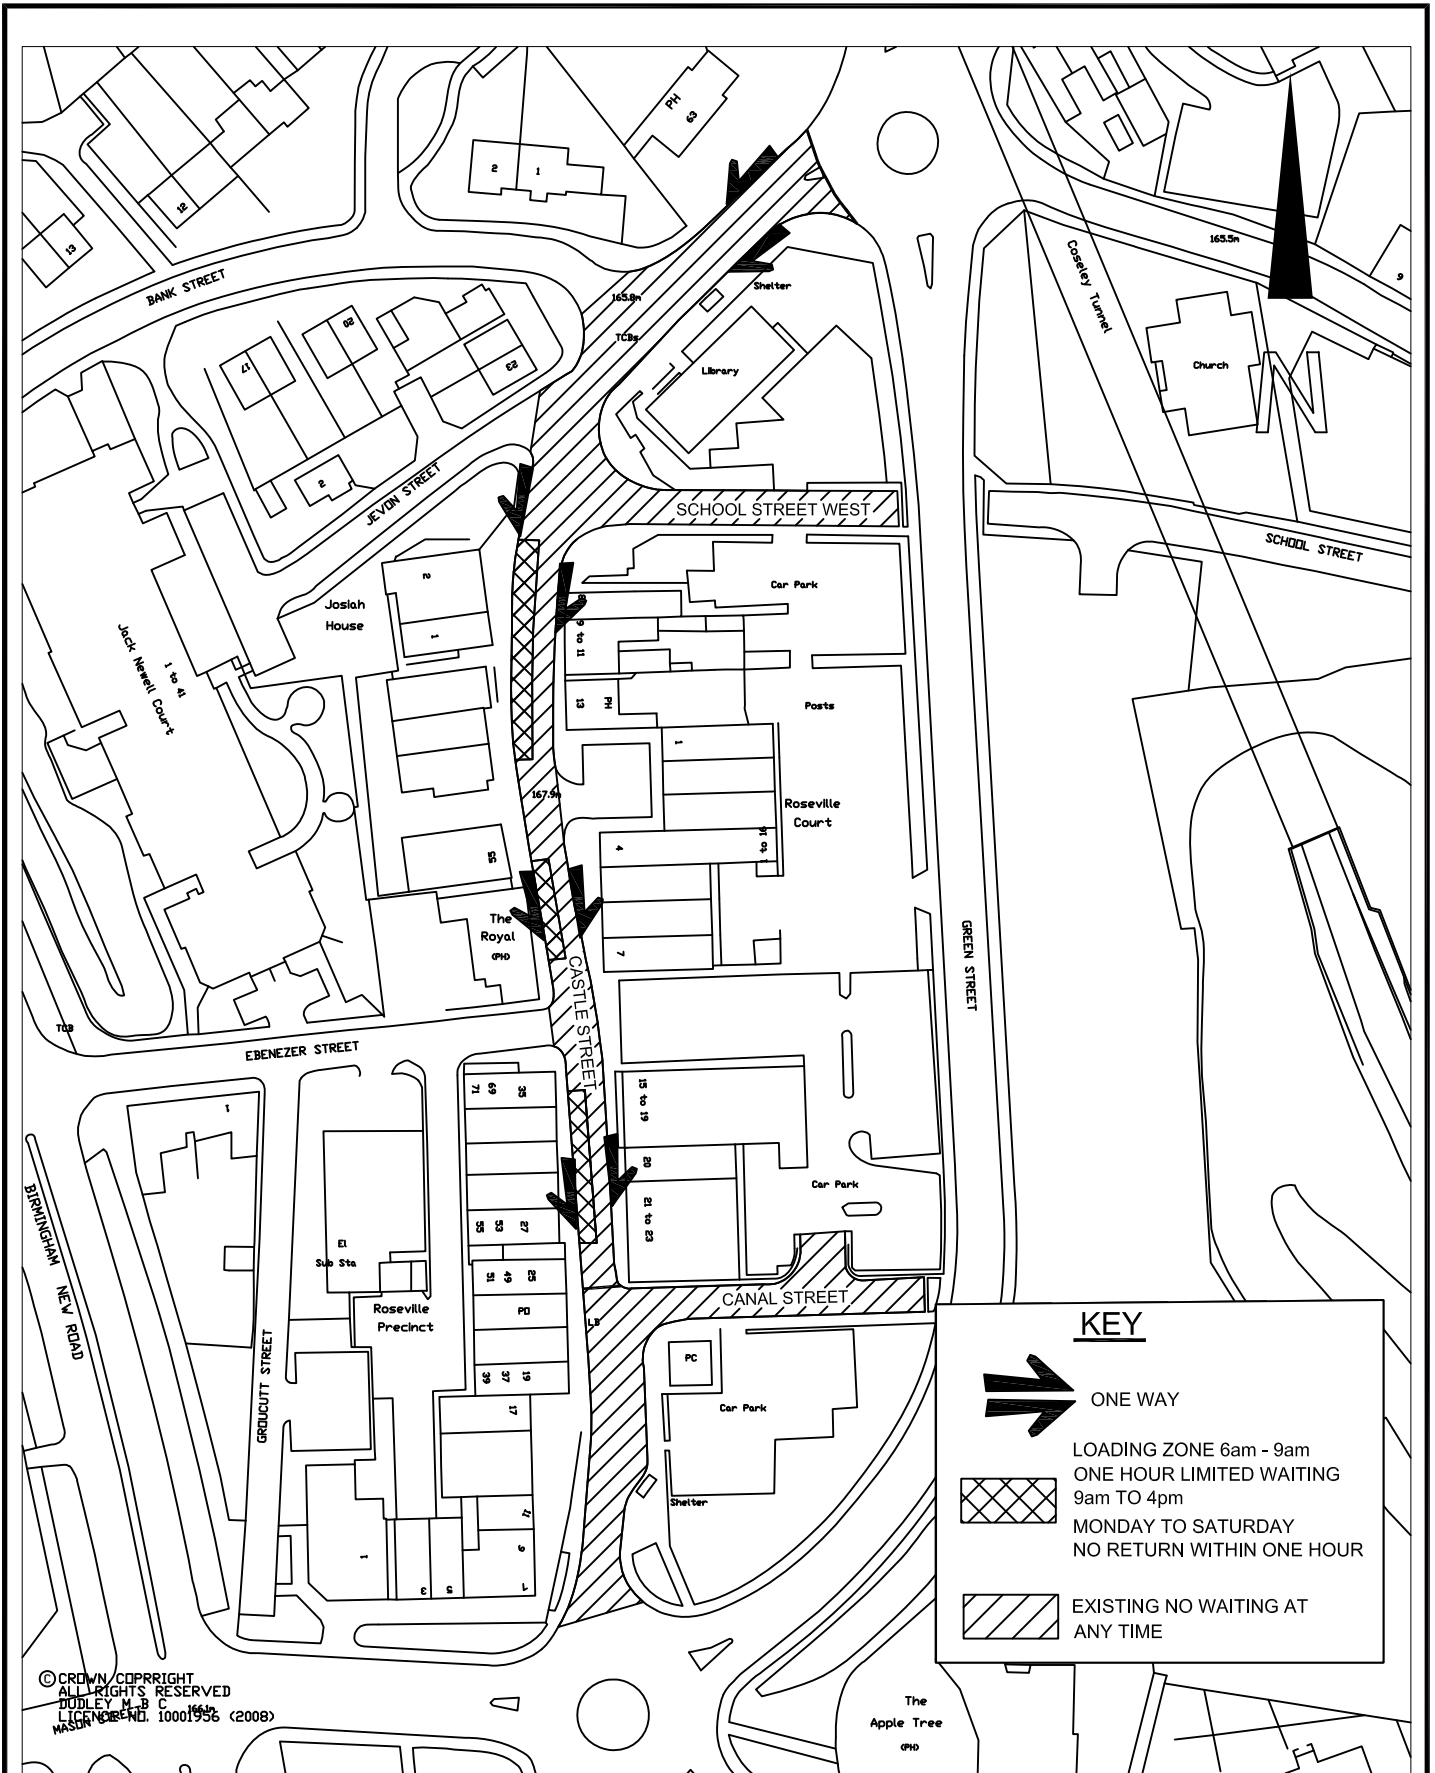 PH
63
2
1
12
13
BANK STREET
165.5m
9
Coseley Tunnel
Shelter
165.8m
TCBs
Library
Church
N
17
20
23
2
JEVON STREET
SCHOOL STREET WEST
SCHOOL STREET
Josiah
House
2
1
Car Park
8
9 to 11
13
PH
Posts
Jack Newell Court
1 to 41
167.9m
1
Roseville
Court
1 to 16
4
7
55
The
Royal
(PH)
CASTLE STREET
GREEN STREET
TCB
EBENEZER STREET
71
69
35
15 to 19
20
21 to 23
Car Park
1
BIRMINGHAM NEW ROAD
El
Sub Sta
55
53
27
51
49
25
PO
Roseville
Precinct
GROUCUTT STREET
39
37
19
17
11
9
7
5
3
1
LB
CANAL STREET
PC
Car Park
Shelter
KEY
ONE WAY
LOADING ZONE 6am - 9am
ONE HOUR LIMITED WAITING
9am TO 4pm
MONDAY TO SATURDAY
NO RETURN WITHIN ONE HOUR
EXISTING NO WAITING AT
ANY TIME
© CROWN COPRRIGHT
ALL RIGHTS RESERVED
DUDLEY M B C
LICENCE NO. 10001956 (2008)
MASON STREET
166.1m
The
Apple Tree
(PH)